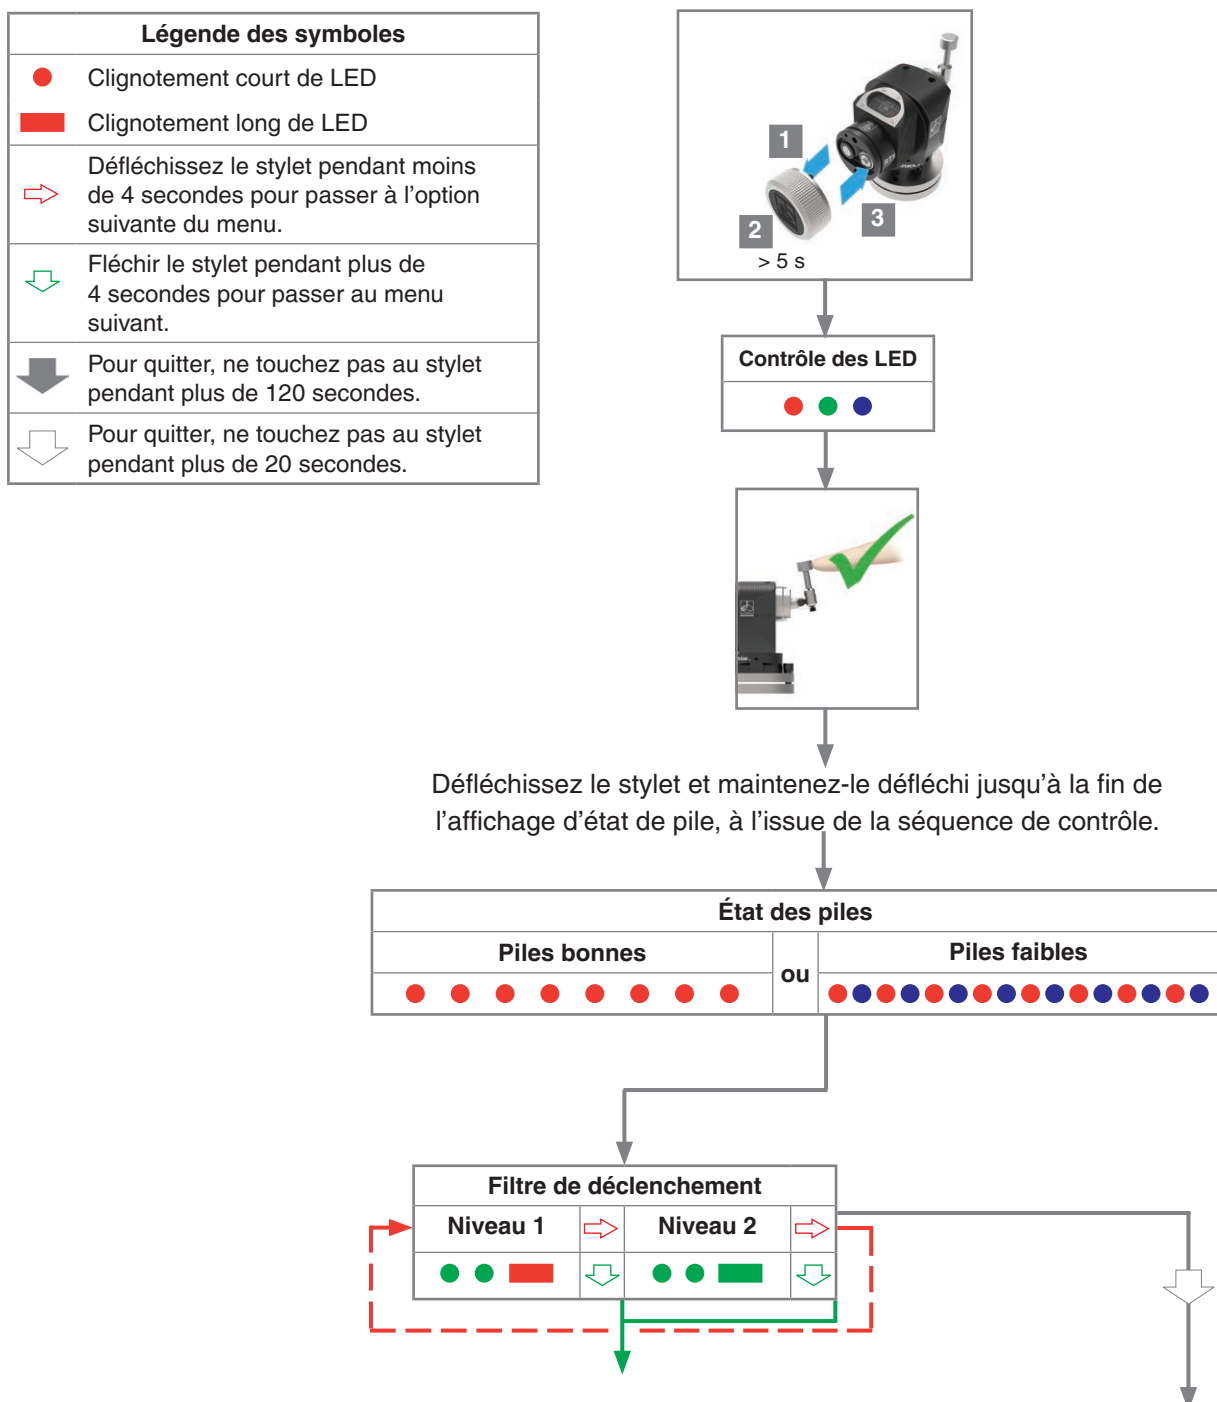 Légende des symboles
Clignotement court de LED
Clignotement long de LED
Défléchissez le stylet pendant moins
de 4 secondes pour passer à l'option
suivante du menu.
Fléchir le stylet pendant plus de
4 secondes pour passer au menu
suivant.
Pour quitter, ne touchez pas au stylet
pendant plus de 120 secondes.
Pour quitter, ne touchez pas au stylet
pendant plus de 20 secondes.
1
2
3
> 5 s
Contrôle des LED
Défléchissez le stylet et maintenez-le défléchi jusqu'à la fin de
l'affichage d'état de pile, à l'issue de la séquence de contrôle.
État des piles
Piles bonnes
ou
Piles faibles
Filtre de déclenchement
Niveau 1
Niveau 2